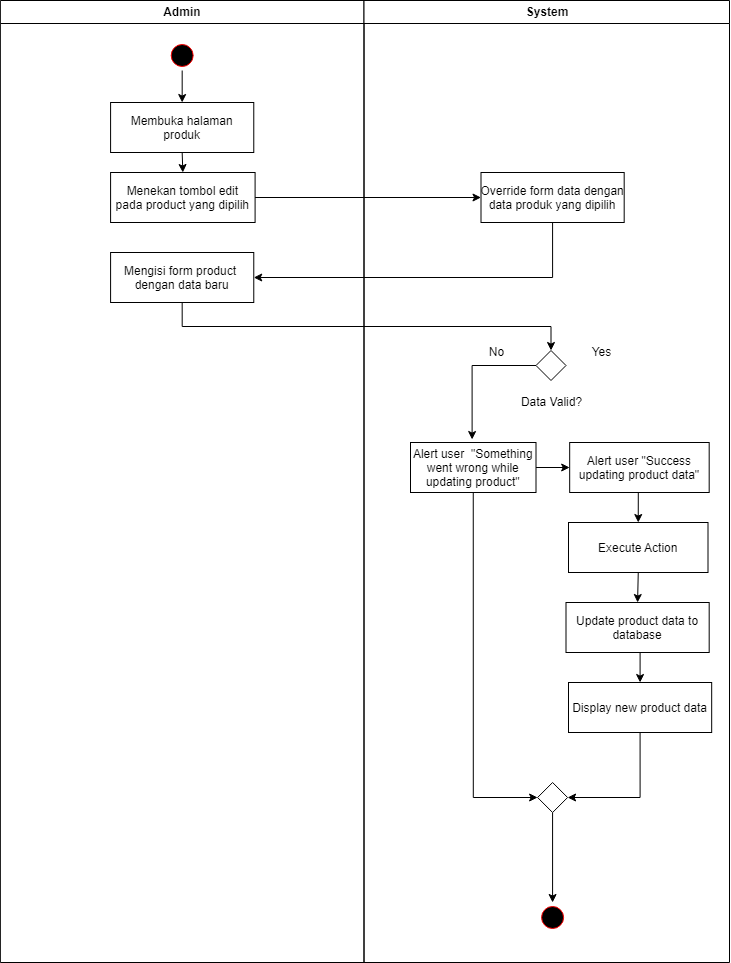 Admin
System
Membuka halaman
produk
Menekan tombol edit
pada product yang dipilih
Override form data dengan
data produk yang dipilih
Mengisi form product
dengan data baru
No
Yes
Data Valid?
Alert user "Something
went wrong while
updating product"
Alert user "Success
updating product data"
Execute Action
Update product data to
database
Display new product data